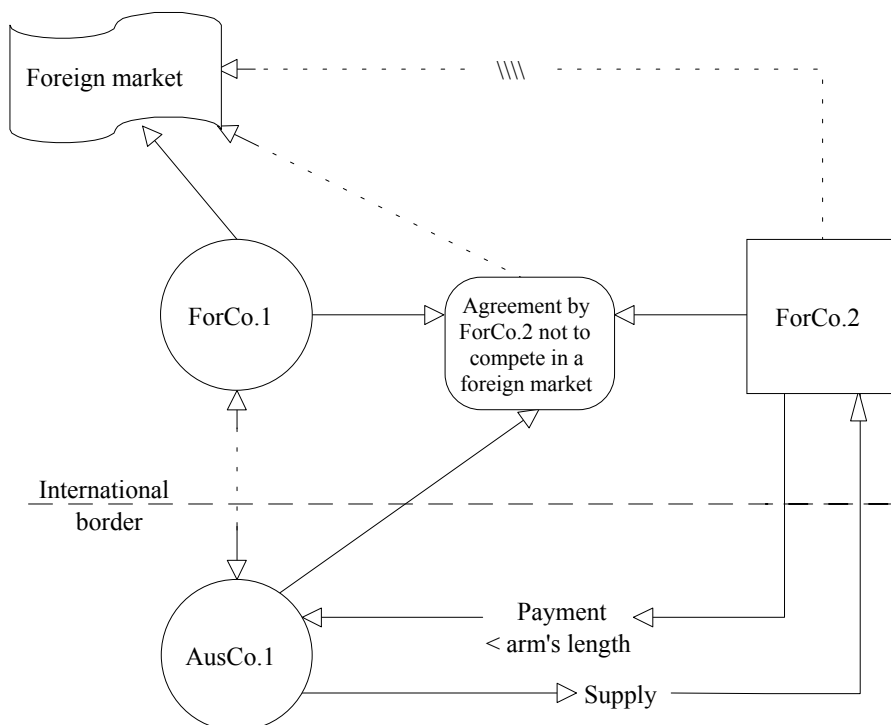 Foreign market
ForCo.1
Agreement by
ForCo.2 not to
compete in a
foreign market
ForCo.2
International
border
Payment
< arm's length
AusCo.1
Supply